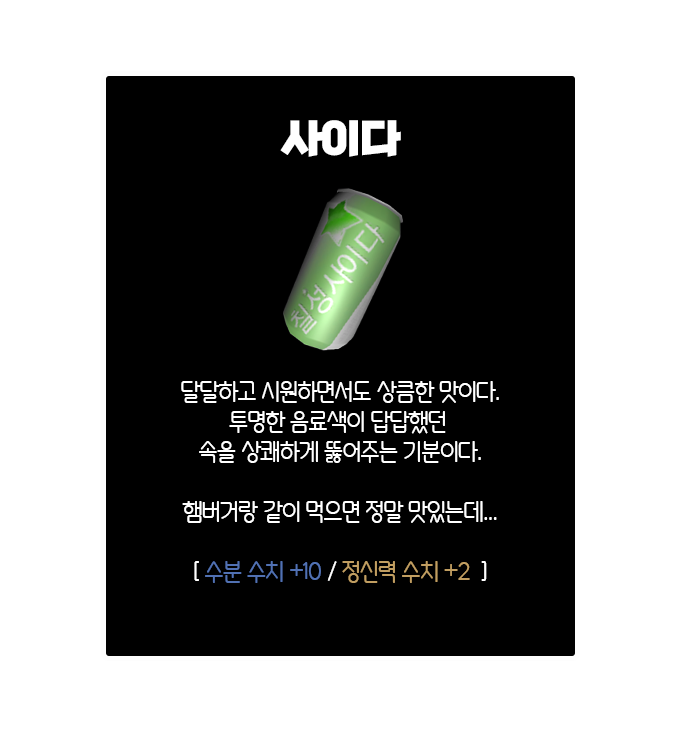 사이다
칠성사이다
달달하고 시원하면서도 상큼한 맛이다.
투명한 음료색이 답답했던
속을 상쾌하게 뚫어주는 기분이다.
햄버거랑 같이 먹으면 정말 맛있는데...
[ 수분 수치 +10 / 정신력 수치 +2 ]